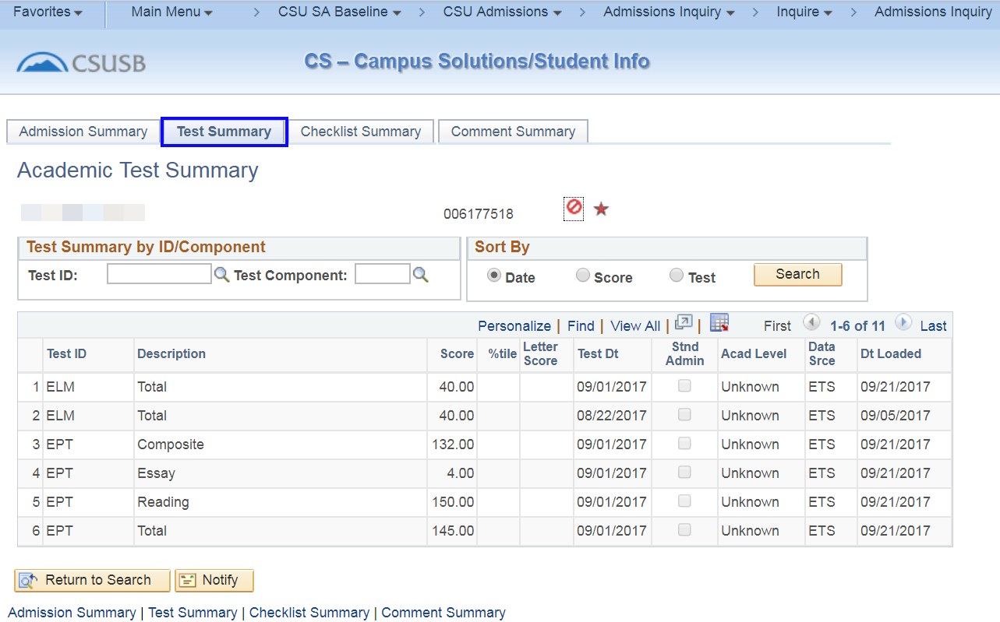 Favorites Main Menu > CSU SA Baseline > CSU Admissions > Admissions Inquiry > Inquire > Admissions Inquiry
CSUSB CS – Campus Solutions/Student Info
Admission Summary Test Summary Checklist Summary Comment Summary
Academic Test Summary
006177518
Test Summary by ID/Component Sort By
Test ID: Test Component: Date Score Test Search
Personalize | Find | View All | | First 1-6 of 11 Last
Test ID Description Score %tile Letter Score Test Dt Stnd Admin Acad Level Data Srce Dt Loaded
1 ELM Total 40.00 09/01/2017 Unknown ETS 09/21/2017
2 ELM Total 40.00 08/22/2017 Unknown ETS 09/05/2017
3 EPT Composite 132.00 09/01/2017 Unknown ETS 09/21/2017
4 EPT Essay 4.00 09/01/2017 Unknown ETS 09/21/2017
5 EPT Reading 150.00 09/01/2017 Unknown ETS 09/21/2017
6 EPT Total 145.00 09/01/2017 Unknown ETS 09/21/2017
Return to Search Notify
Admission Summary | Test Summary | Checklist Summary | Comment Summary